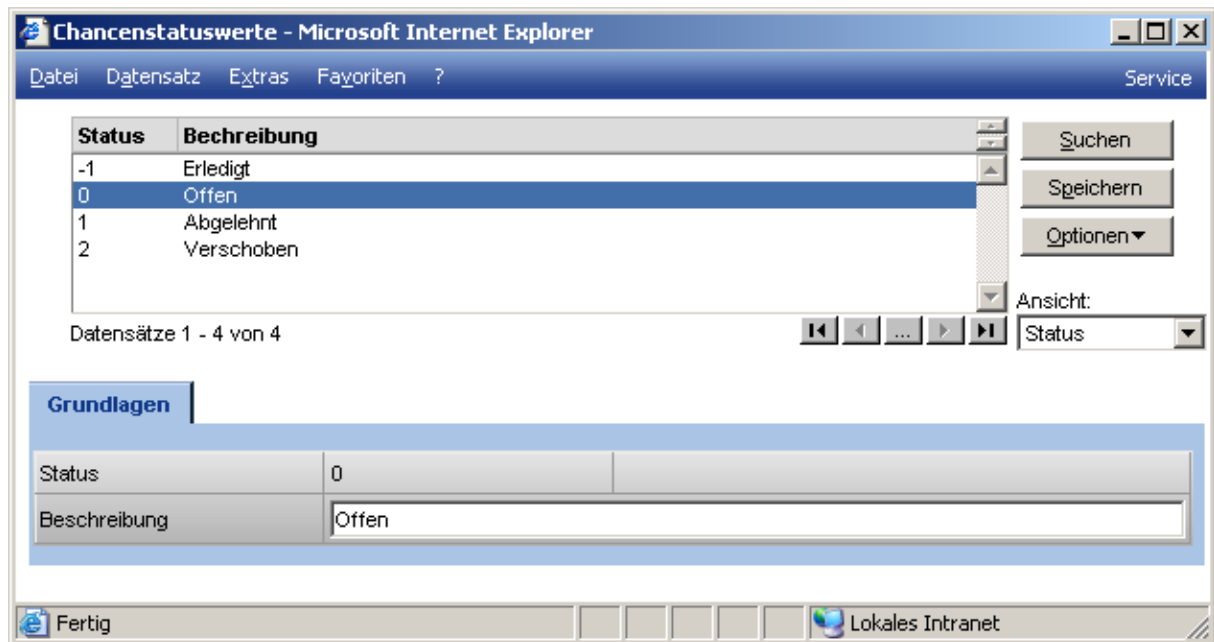 Chancenstatuswerte - Microsoft Internet Explorer
Datei Datensatz Extras Favoriten ? Service
Status Bechreibung
Suchen
-1 Erledigt
0 Offen
Speichern
1 Abgelehnt
2 Verschoben
Optionen
Ansicht:
Datensätze 1 - 4 von 4 ... Status
Grundlagen
Status 0
Beschreibung Offen
Fertig Lokales Intranet